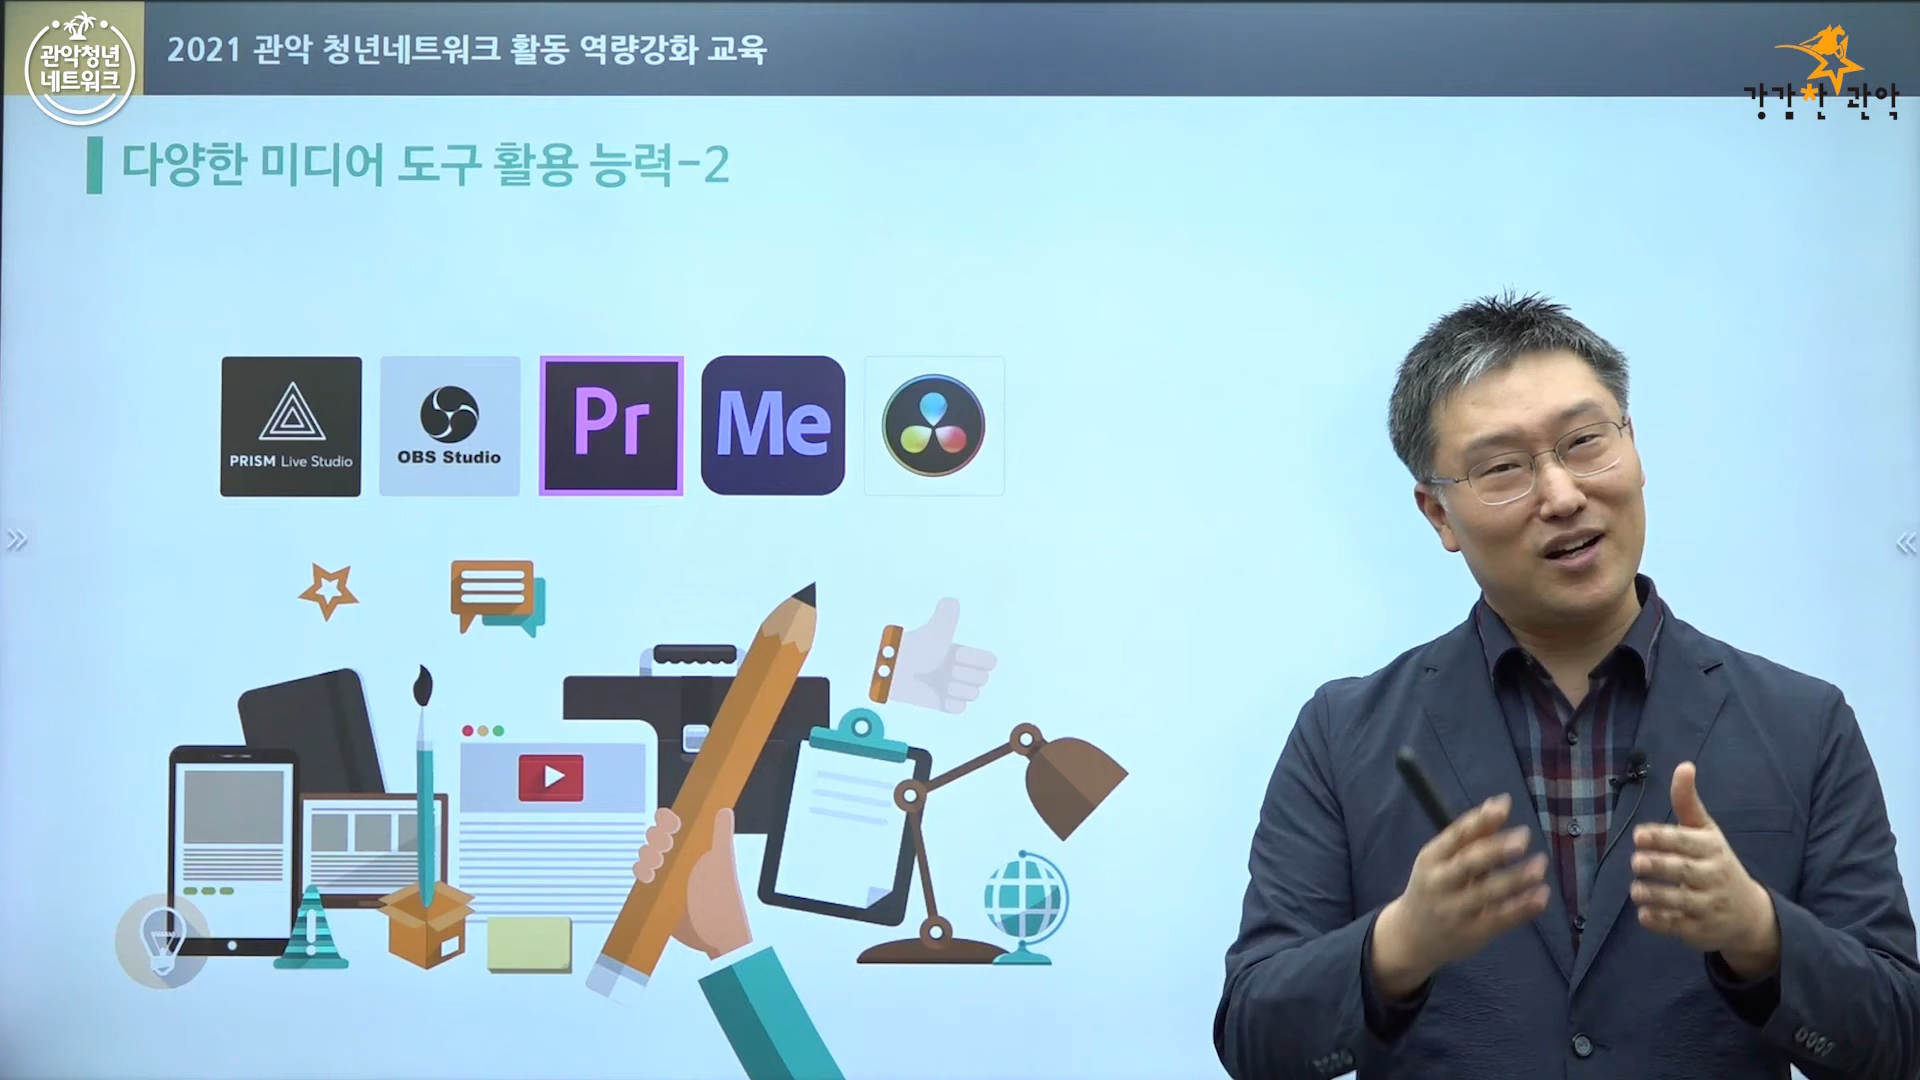 관악청년
네트워크
2021 관악 청년네트워크 활동 역량강화 교육
강감찬 관악
다양한 미디어 도구 활용 능력-2
PRISM Live Studio
OBS Studio
Pr
Me